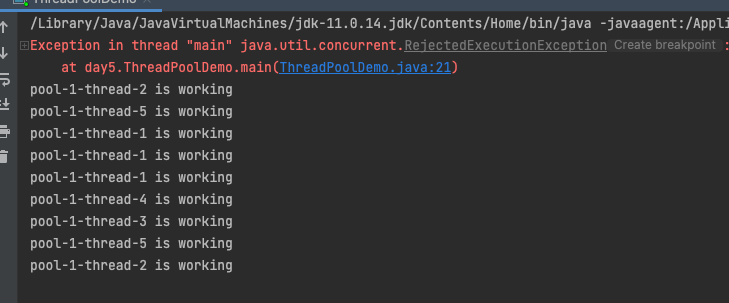 ThreadPoolDemo
/Library/Java/JavaVirtualMachines/jdk-11.0.14.jdk/Contents/Home/bin/java -javaagent:/Appli
Exception in thread "main" java.util.concurrent.RejectedExecutionException Create breakpoint :
at day5.ThreadPoolDemo.main(ThreadPoolDemo.java:21)
pool-1-thread-2 is working
pool-1-thread-5 is working
pool-1-thread-1 is working
pool-1-thread-1 is working
pool-1-thread-1 is working
pool-1-thread-4 is working
pool-1-thread-3 is working
pool-1-thread-5 is working
pool-1-thread-2 is working